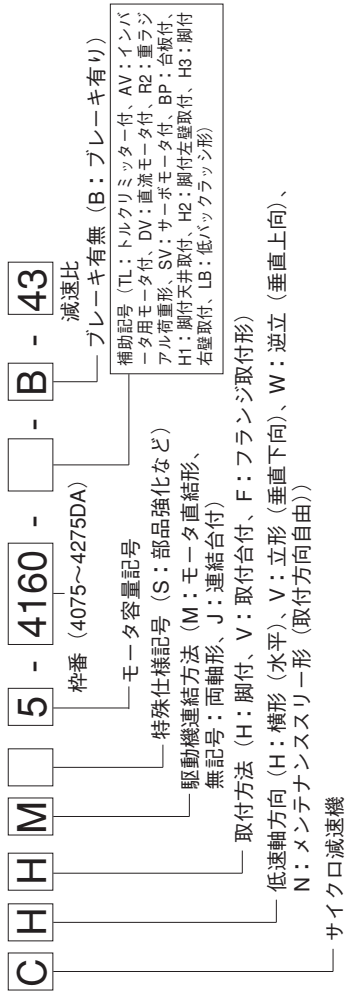 C H H M 5 - 4160 - - B - 43
減速比
ブレーキ有無（B：ブレーキ有り）
補助記号（TL：トルクリミッター付、AV：インバ
ータ用モータ付、DV：直流モータ付、R2：重ラジ
アル荷重形、SV：サーボモータ付、BP：台板付、
H1：脚付天井取付、H2：脚付左壁取付、H3：脚付
右壁取付、LB：低バックラッシ形）
枠番（4075〜4275DA）
モータ容量記号
特殊仕様記号（S：部品強化など）
駆動機連結方法（M：モータ直結形、
無記号：両軸形、J：連結台付）
取付方法（H：脚付、V：取付台付、F：フランジ取付形）
低速軸方向（H：横形（水平）、V：立形（垂直下向）、W：逆立（垂直上向）、
N：メンテナンススリー形（取付方向自由））
サイクロ減速機